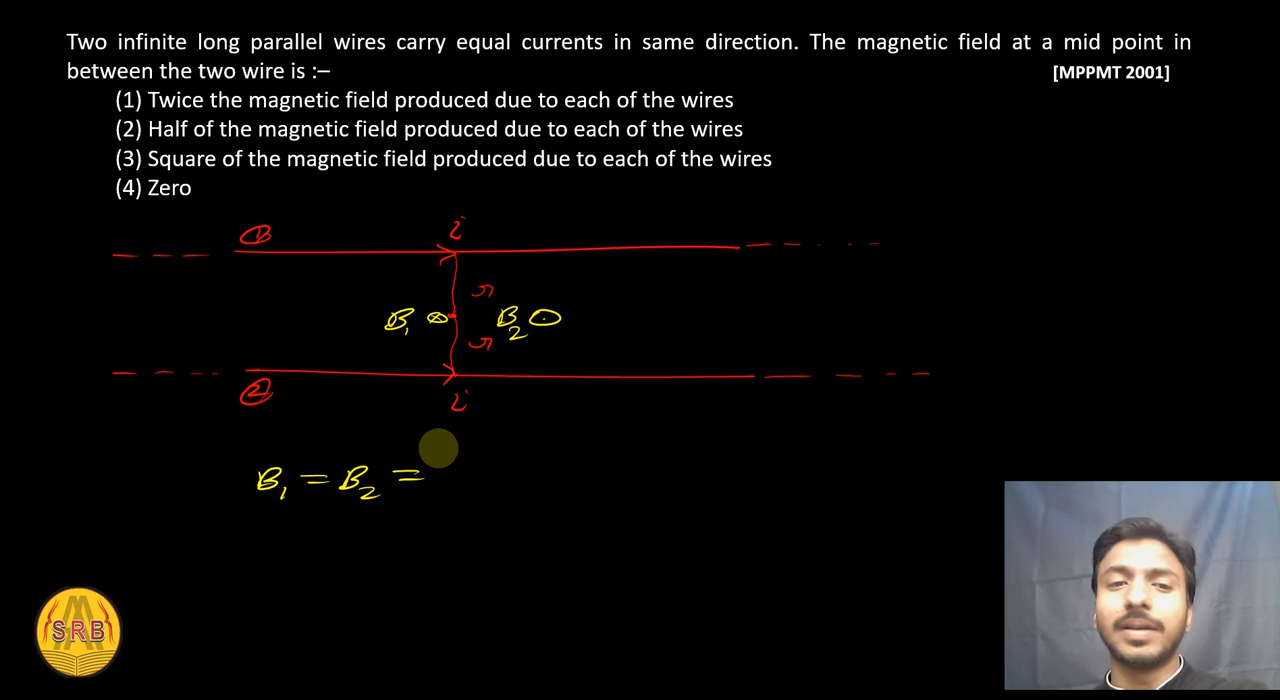 Two infinite long parallel wires carry equal currents in same direction. The magnetic field at a mid point in
between the two wire is :– [MPPMT 2001]
(1) Twice the magnetic field produced due to each of the wires
(2) Half of the magnetic field produced due to each of the wires
(3) Square of the magnetic field produced due to each of the wires
(4) Zero
① i
r
B₁ ⊗ B₂ ⊙
r
② i
B₁ = B₂ =
SRB